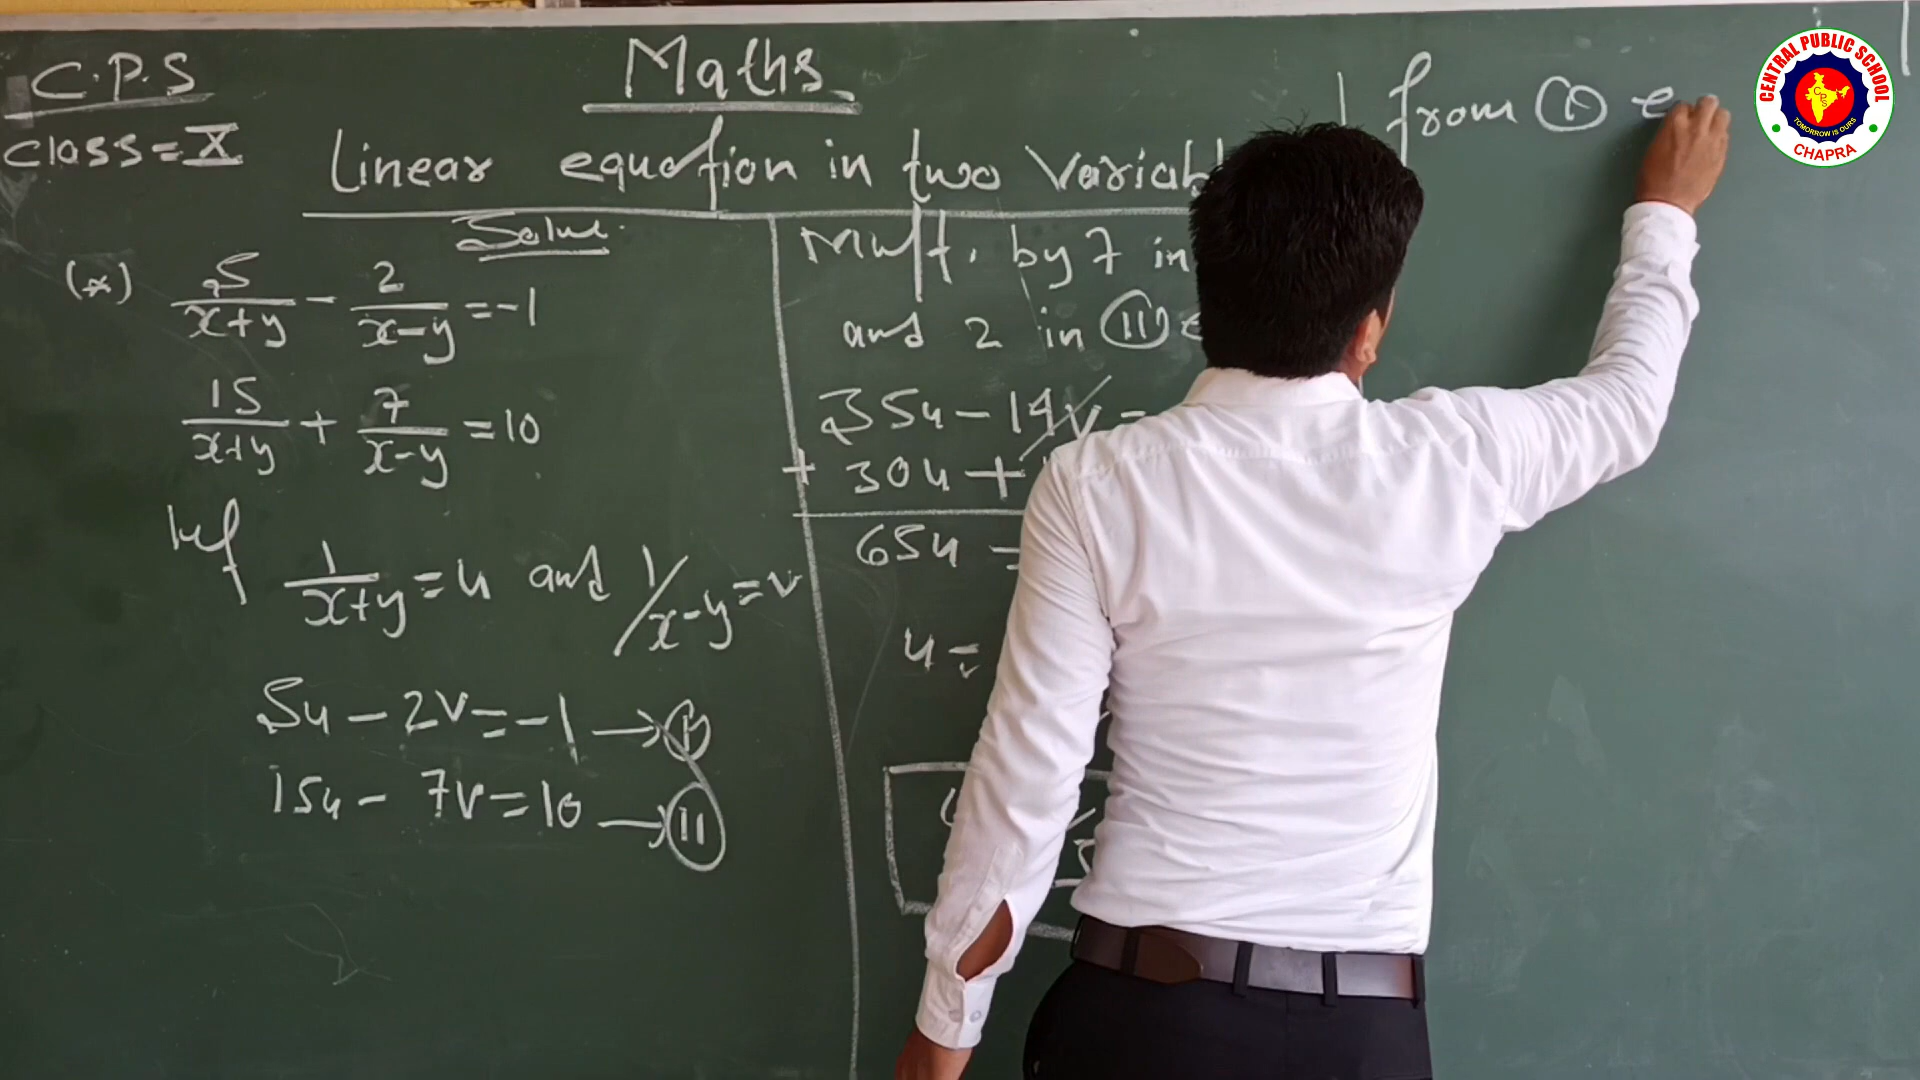 C.P.S
Class = X
Maths
Linear equation in two Variab
Solve
(*) 5/x+y - 2/x-y = -1
15/x+y + 7/x-y = 10
let
1/x+y = u and 1/x-y = v
5u - 2v = -1 → (I)
15u - 7v = 10 → (II)
Mult. by 7 in
and 2 in (II) e
35u - 14v =
+ 30u +
65u =
u =
from (I) e
CENTRAL PUBLIC SCHOOL
CPS
TOMORROW IS OURS
CHAPRA